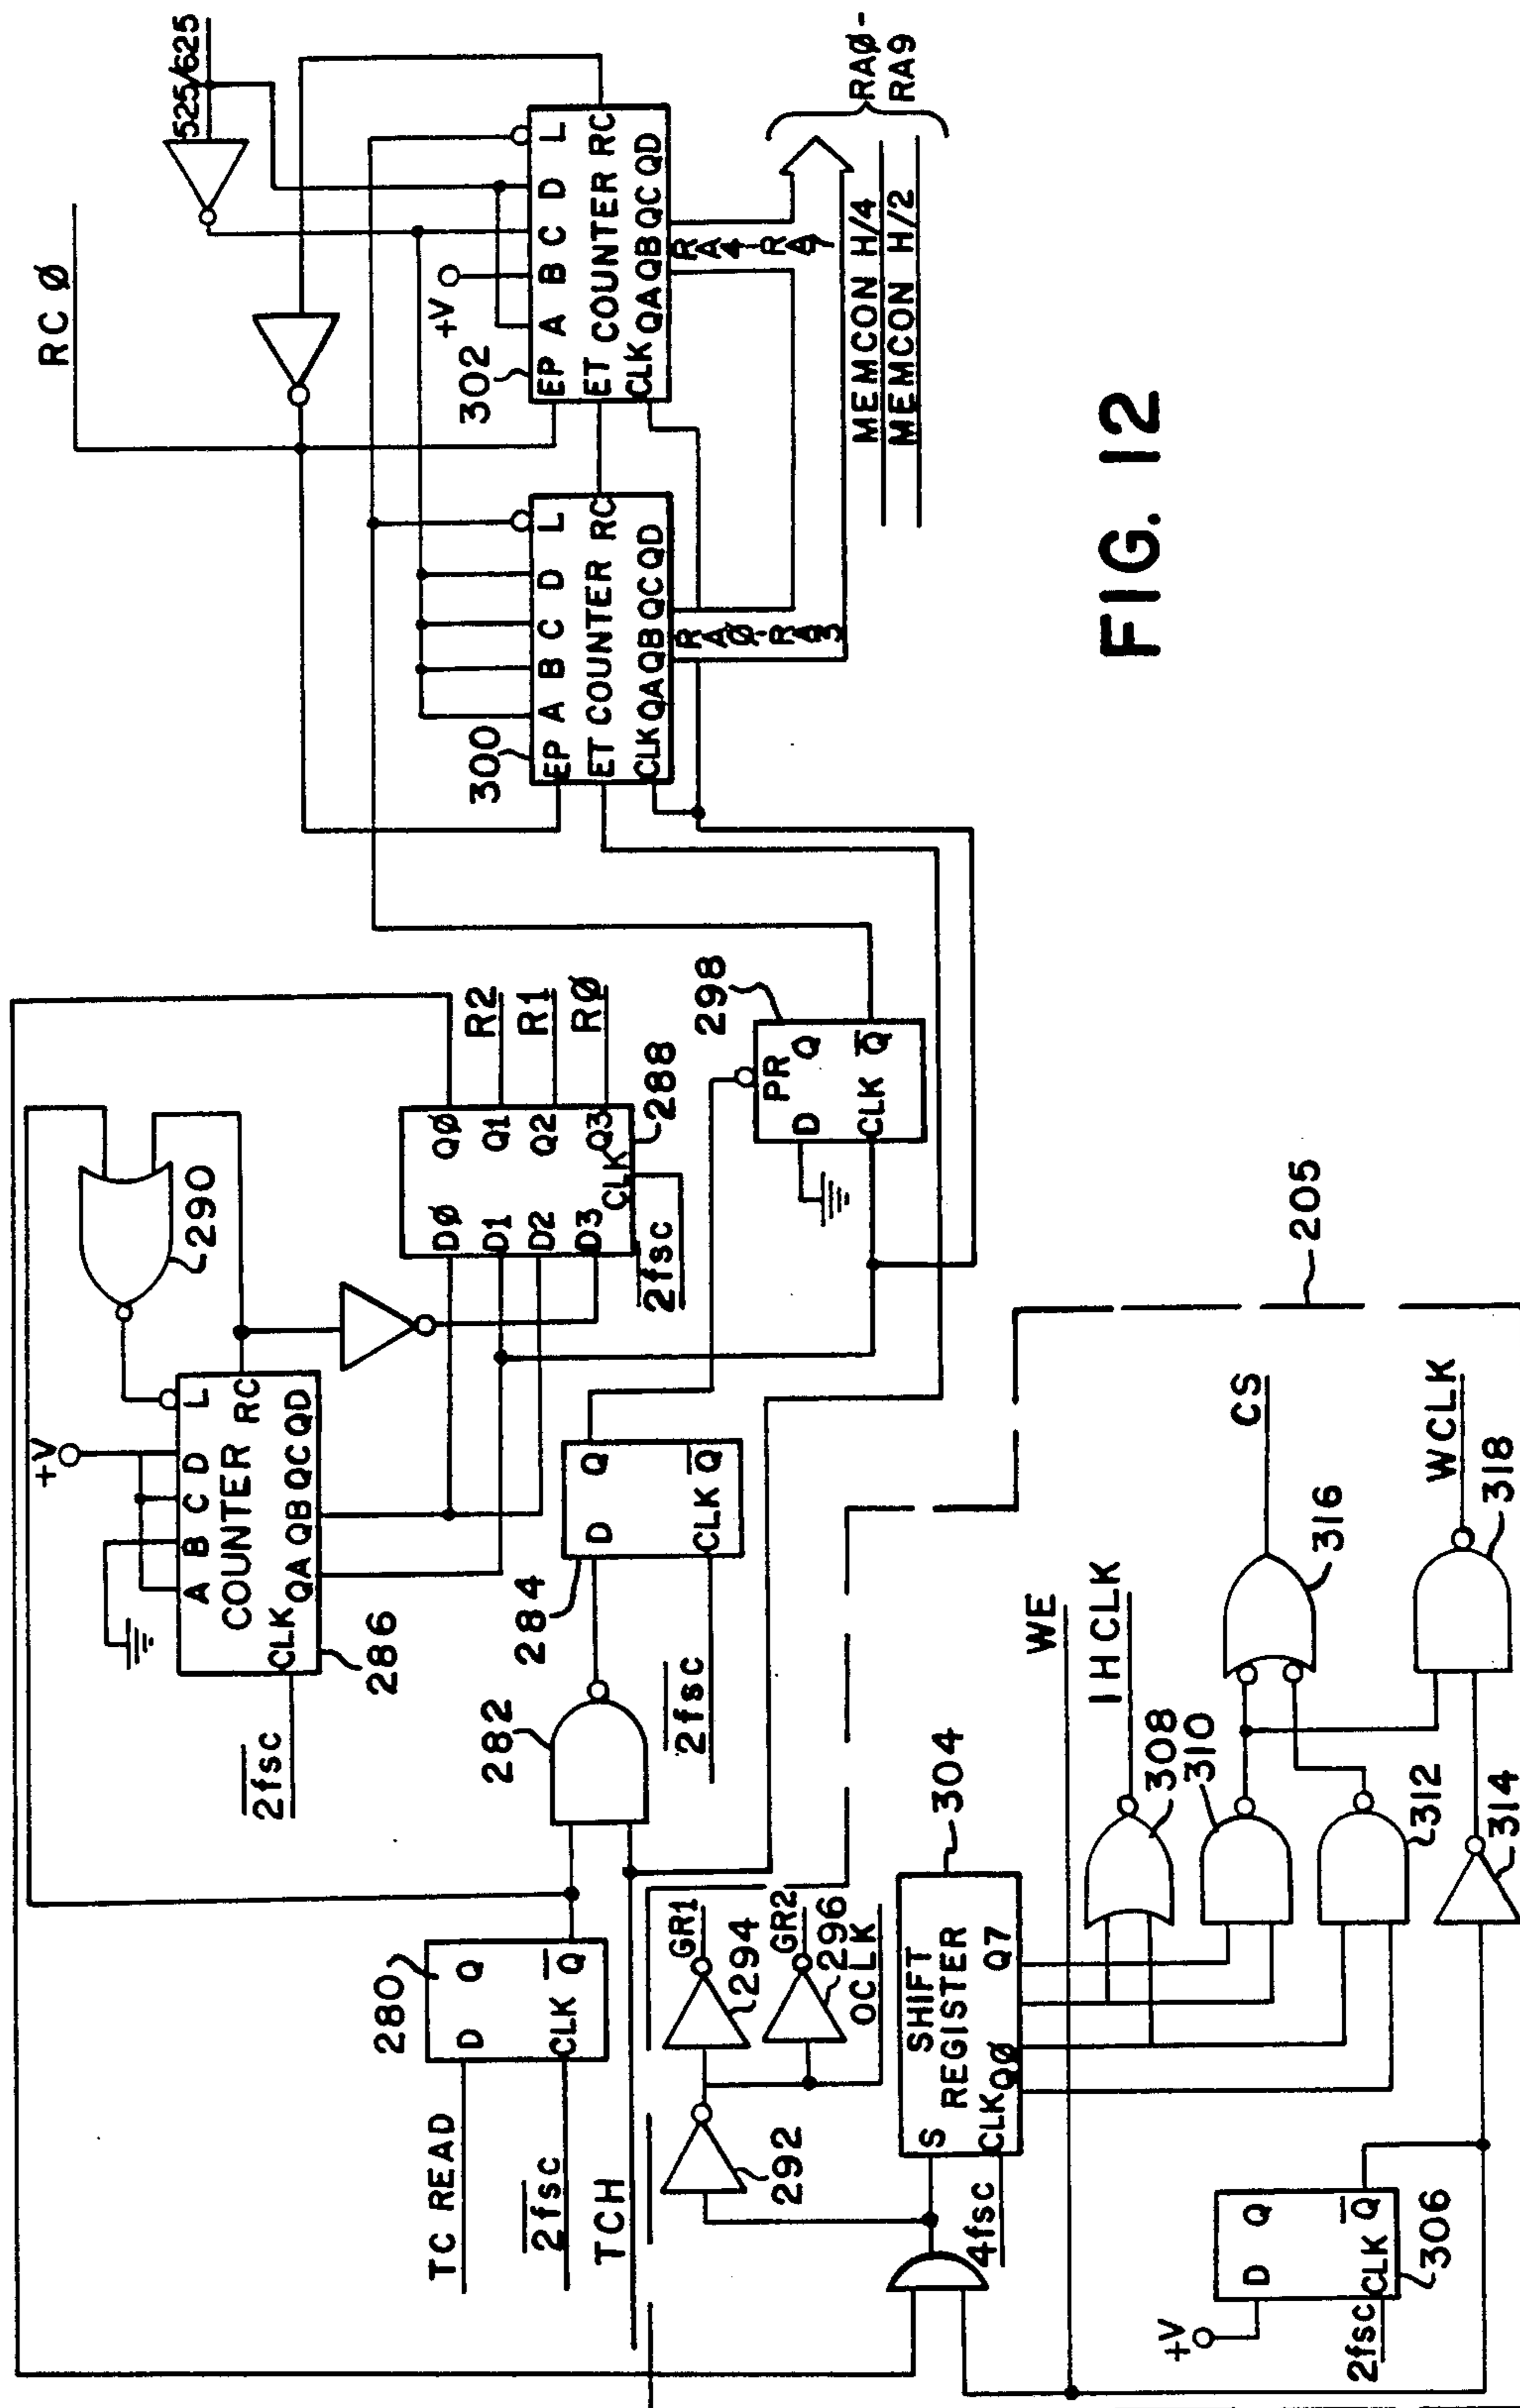 RC Ø
525/625
+V
302
EP A B C D L
ET COUNTER RC
CLK QA QB QC QD
RA4-RA7
RAØ-
RA9
MEMCON H/4
MEMCON H/2
300
EP A B C D L
ET COUNTER RC
CLK QA QB QC QD
RAØ-RA3
FIG. 12
290
+V
A B C D L
COUNTER RC
CLK QA QB QC QD
286
2fsc
DØ QØ
D1 Q1
D2 Q2
D3 Q3
CLK
288
2fsc
R2
R1
RØ
298
PR
D Q
CLK Q
284
D Q
CLK Q
2fsc
282
280
D Q
CLK Q
TC READ
2fsc
TCH
GR1
294
GR2
296
OCLK
292
205
304
SHIFT
REGISTER
S
CLK QØ Q7
4fsc
WE
1HCLK
308
310
312
314
CS
316
WCLK
318
+V
D Q
CLK Q
306
2fsc